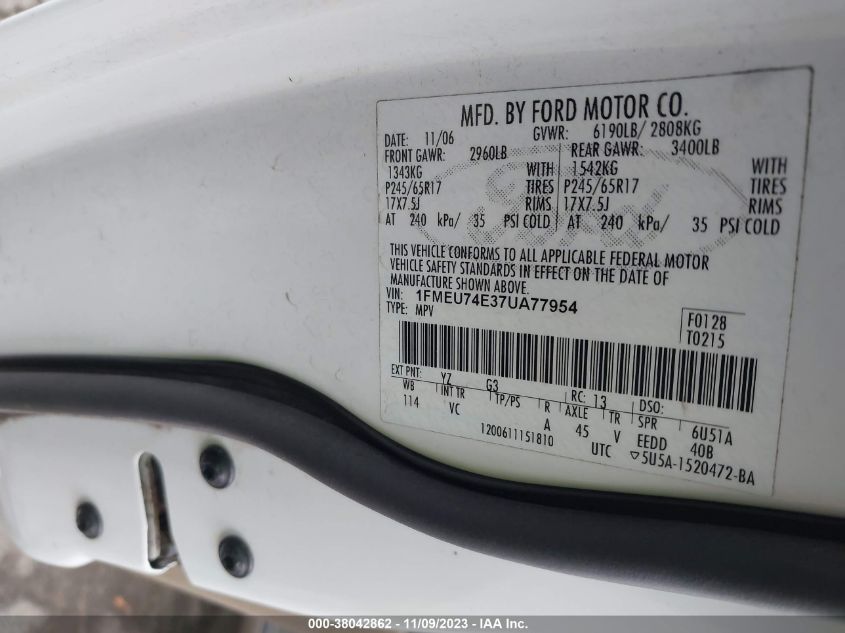 MFD. BY FORD MOTOR CO.
DATE: 11/06 GVWR: 6190LB/ 2808KG
FRONT GAWR: 2960LB REAR GAWR: 3400LB
1343KG WITH 1542KG WITH
P245/65R17 TIRES P245/65R17 TIRES
17X7.5J RIMS 17X7.5J RIMS
AT 240 kPa/ 35 PSI COLD AT 240 kPa/ 35 PSI COLD
THIS VEHICLE CONFORMS TO ALL APPLICABLE FEDERAL MOTOR
VEHICLE SAFETY STANDARDS IN EFFECT ON THE DATE OF
MANUFACTURE SHOWN ABOVE.
VIN: 1FMEU74E37UA77954
TYPE: MPV
F0128
T0215
EXT PNT: YZ G3 RC: 13 DSO:
WB INT TR TP/PS R AXLE TR SPR 6U51A
114 VC A 45 V EEDD 40B
1200611151810 UTC ▽5U5A-1520472-BA
000-38042862 - 11/09/2023 - IAA Inc.